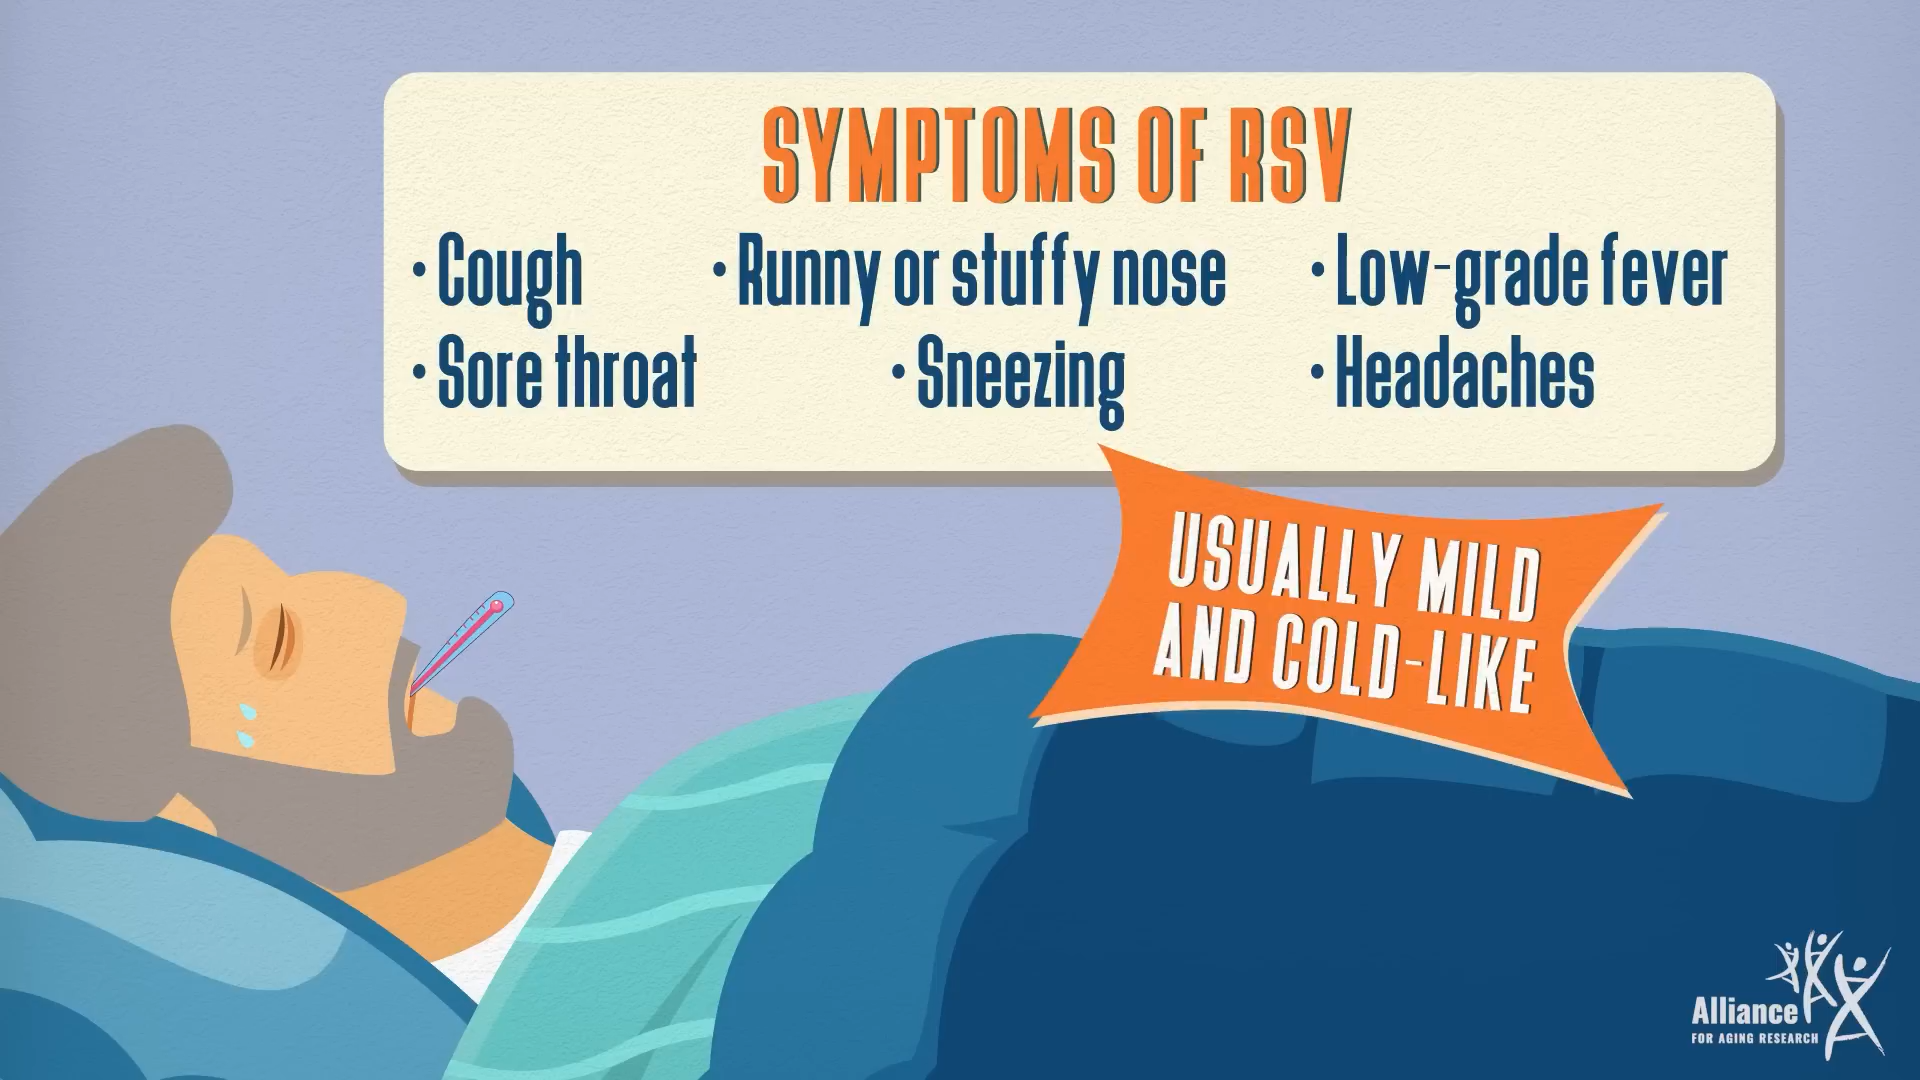 SYMPTOMS OF RSV
• Cough • Runny or stuffy nose • Low-grade fever
• Sore throat • Sneezing • Headaches
USUALLY MILD
AND COLD-LIKE
Alliance
FOR AGING RESEARCH